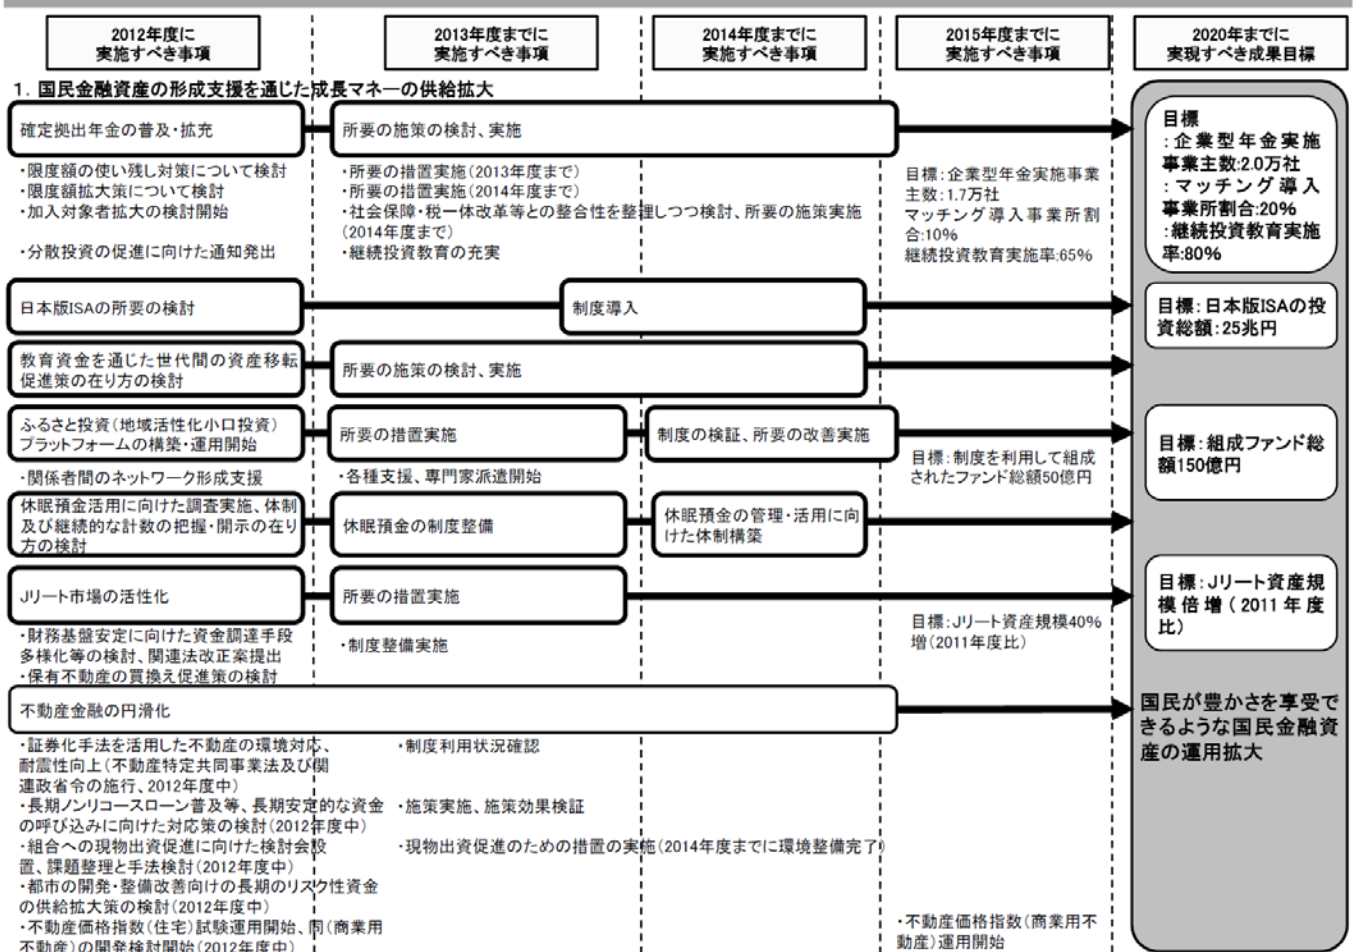 2012年度に
実施すべき事項
2013年度までに
実施すべき事項
2014年度までに
実施すべき事項
2015年度までに
実施すべき事項
2020年までに
実現すべき成果目標
1．国民金融資産の形成支援を通じた成長マネーの供給拡大
確定拠出年金の普及・拡充
所要の施策の検討、実施
・限度額の使い残し対策について検討
・限度額拡大策について検討
・加入対象者拡大の検討開始
・分散投資の促進に向けた通知発出
・所要の措置実施（2013年度まで）
・所要の措置実施（2014年度まで）
・社会保障・税一体改革等との整合性を整理しつつ検討、所要の施策実施
（2014年度まで）
・継続投資教育の充実
目標：企業型年金実施事業
主数：1.7万社
マッチング導入事業所割
合:10%
継続投資教育実施率:65%
目標
：企業型年金実施
事業主数:2.0万社
：マッチング導入
事業所割合:20%
:継続投資教育実施
率:80%
日本版ISAの所要の検討
制度導入
目標：日本版ISAの投
資総額：25兆円
教育資金を通じた世代間の資産移転
促進策の在り方の検討
所要の施策の検討、実施
ふるさと投資（地域活性化小口投資）
プラットフォームの構築・運用開始
所要の措置実施
制度の検証、所要の改善実施
・関係者間のネットワーク形成支援
・各種支援、専門家派遣開始
目標：制度を利用して組成
されたファンド総額50億円
目標：組成ファンド総
額150億円
休眠預金活用に向けた調査実施、体制
及び継続的な計数の把握・開示の在り
方の検討
休眠預金の制度整備
休眠預金の管理・活用に向
けた体制構築
Jリート市場の活性化
所要の措置実施
・財務基盤安定に向けた資金調達手段
多様化等の検討、関連法改正案提出
・保有不動産の買換え促進策の検討
・制度整備実施
目標：Jリート資産規模40%
増（2011年度比）
目標：Jリート資産規
模倍増（2011年度
比）
不動産金融の円滑化
・証券化手法を活用した不動産の環境対応、
耐震性向上（不動産特定共同事業法及び関
連政省令の施行、2012年度中）
・長期ノンリコースローン普及等、長期安定的な資金
の呼び込みに向けた対応策の検討（2012年度中）
・組合への現物出資促進に向けた検討会設
置、課題整理と手法検討（2012年度中）
・都市の開発・整備改善向けの長期のリスク性資金
の供給拡大策の検討（2012年度中）
・不動産価格指数（住宅）試験運用開始、同（商業用
不動産）の開発検討開始（2012年度中）
・制度利用状況確認
・施策実施、施策効果検証
・現物出資促進のための措置の実施（2014年度までに環境整備完了）
・不動産価格指数（商業用不
動産）運用開始
国民が豊かさを享受で
きるような国民金融資
産の運用拡大